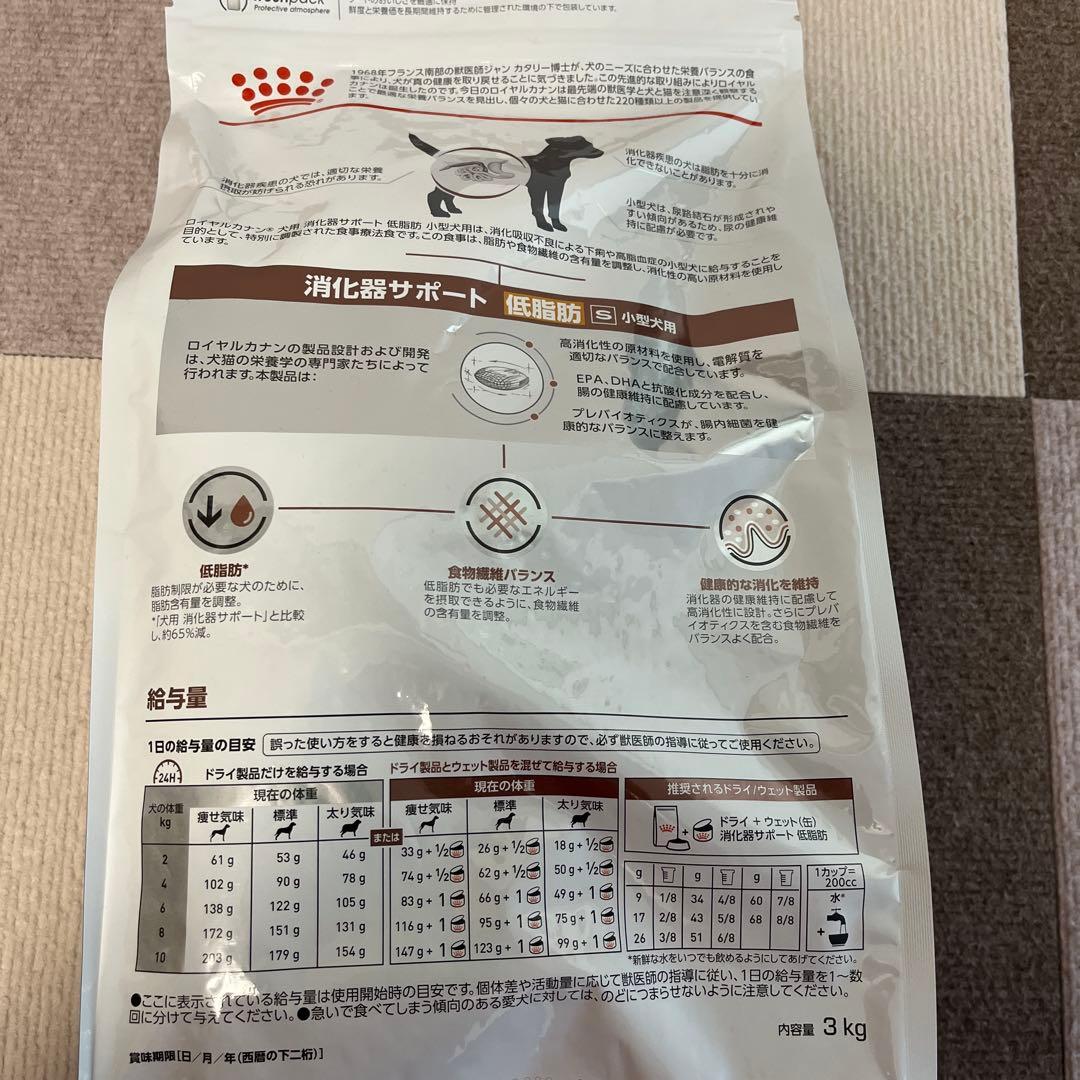 Protective atmosphere
鮮度と栄養価を長期間維持するために管理された環境の下で包装しています。
1968年フランス南部の獣医師ジャン カタリー博士が、犬のニーズに合わせた栄養バランスの食
事により、犬が真の健康を取り戻せることに気づきました。この先進的な取り組みによりロイヤル
カナンは誕生したのです。今日のロイヤルカナンは最先端の獣医学と犬と猫を注意深く観察する
ことで最適な栄養バランスを見出し、個々の犬と猫に合わせた220種類以上の製品を提供してい
ます。
消化器疾患の犬では、適切な栄養
摂取が妨げられる恐れがあります。
消化器疾患の犬は脂肪を十分に消
化できないことがあります。
小型犬は、尿路結石が形成されや
すい傾向があるため、尿の健康維
持に配慮が必要です。
ロイヤルカナン® 犬用 消化器サポート 低脂肪 小型犬用は、消化吸収不良による下痢や高脂血症の小型犬に給与することを
目的として、特別に調製された食事療法食です。この食事は、脂肪や食物繊維の含有量を調整し、消化性の高い原材料を使用し
ています。
消化器サポート 低脂肪 S 小型犬用
ロイヤルカナンの製品設計および開発
は、犬猫の栄養学の専門家たちによって
行われます。本製品は：
高消化性の原材料を使用し、電解質を
適切なバランスで配合しています。
EPA、DHAと抗酸化成分を配合し、
腸の健康維持に配慮しています。
プレバイオティクスが、腸内細菌を健
康的なバランスに整えます。
低脂肪*
脂肪制限が必要な犬のために、
脂肪含有量を調整。
*「犬用 消化器サポート」と比較
し、約65%減。
食物繊維バランス
低脂肪でも必要なエネルギー
を摂取できるように、食物繊維
の含有量を調整。
健康的な消化を維持
消化器の健康維持に配慮して
高消化性に設計。さらにプレバ
イオティクスを含む食物繊維を
バランスよく配合。
給与量
1日の給与量の目安 誤った使い方をすると健康を損ねるおそれがありますので、必ず獣医師の指導に従ってご使用ください。
24H ドライ製品だけを給与する場合 ドライ製品とウェット製品を混ぜて給与する場合
犬の体重 kg 現在の体重 現在の体重 推奨されるドライ/ウェット製品
痩せ気味 標準 太り気味 または 痩せ気味 標準 太り気味
ドライ + ウェット(缶)
消化器サポート 低脂肪
2 61 g 53 g 46 g 33 g + 1/2 26 g + 1/2 18 g + 1/2
4 102 g 90 g 78 g 74 g + 1/2 62 g + 1/2 50 g + 1/2
6 138 g 122 g 105 g 83 g + 1 66 g + 1 49 g + 1
8 172 g 151 g 131 g 116 g + 1 95 g + 1 75 g + 1
10 203 g 179 g 154 g 147 g + 1 123 g + 1 99 g + 1
g g g 1カップ=
200cc
9 1/8 34 4/8 60 7/8 水*
17 2/8 43 5/8 68 8/8
26 3/8 51 6/8
*新鮮な水をいつでも飲めるようにしてあげてください。
●ここに表示されている給与量は使用開始時の目安です。個体差や活動量に応じて獣医師の指導に従い、1日の給与量を1〜数
回に分けて与えてください。●急いで食べてしまう傾向のある愛犬に対しては、のどにつまらせないように注意してください。
内容量 3 kg
賞味期限[日/月/年(西暦の下二桁)]